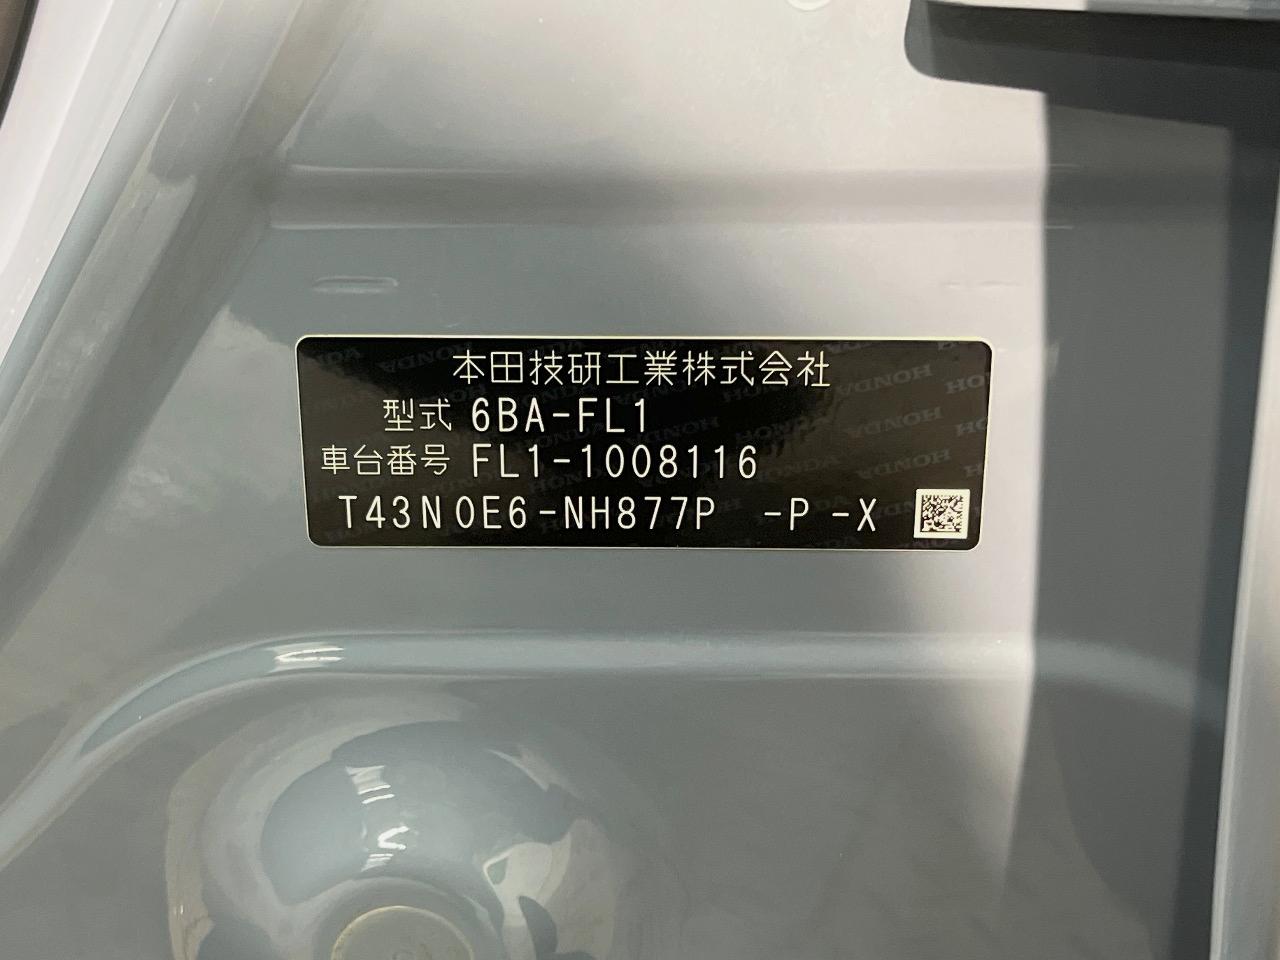 本田技研工業株式会社
型式 6BA-FL1
車台番号 FL1-1008116
T43N0E6-NH877P -P-X